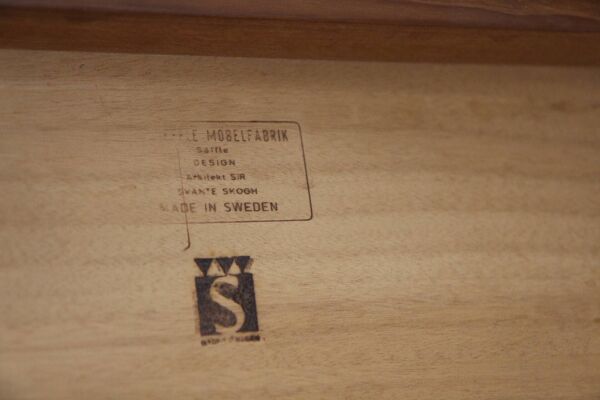 MÖBELFABRIK
Säffle
DESIGN
Arkitekt SIR
SVANTE SKOGH
MADE IN SWEDEN
S